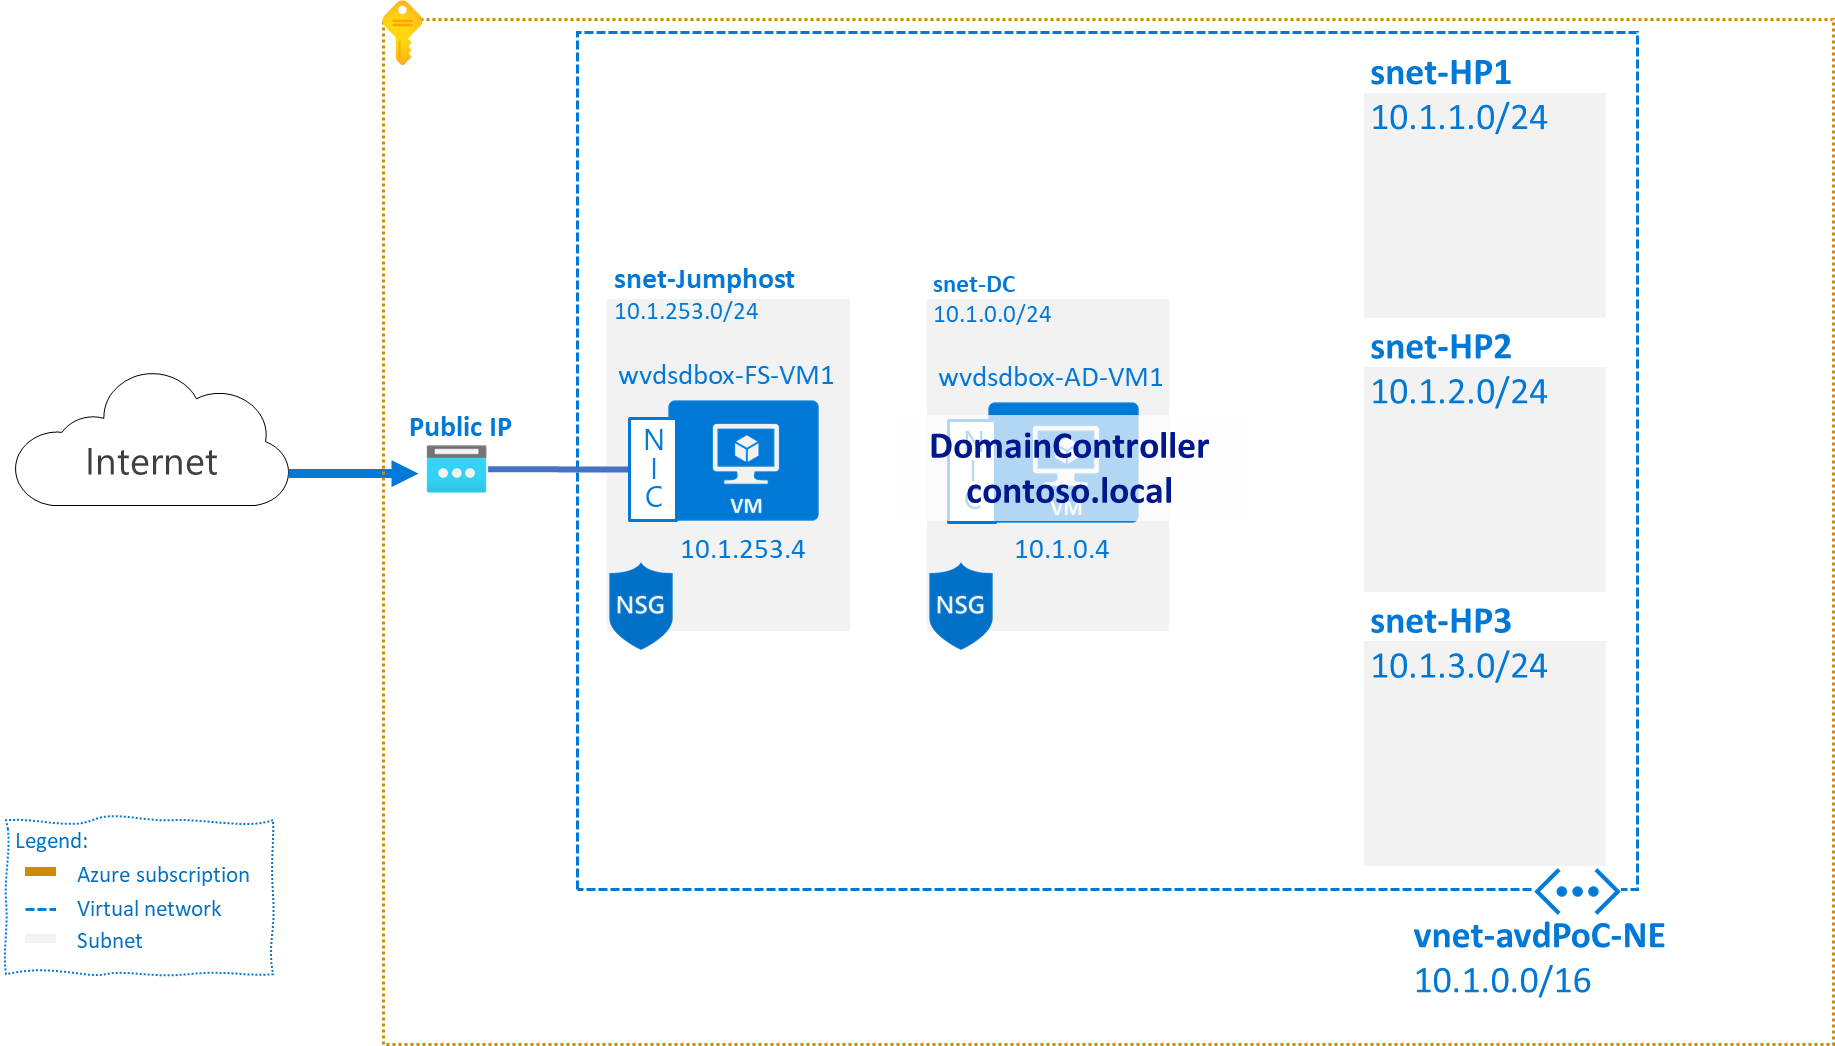 snet-HP1
10.1.1.0/24
snet-Jumphost
10.1.253.0/24
wvdsdbox-FS-VM1
NIC
VM
10.1.253.4
NSG
snet-DC
10.1.0.0/24
wvdsdbox-AD-VM1
NIC
DomainController
contoso.local
VM
10.1.0.4
NSG
snet-HP2
10.1.2.0/24
snet-HP3
10.1.3.0/24
Internet
Public IP
Legend:
Azure subscription
Virtual network
Subnet
vnet-avdPoC-NE
10.1.0.0/16